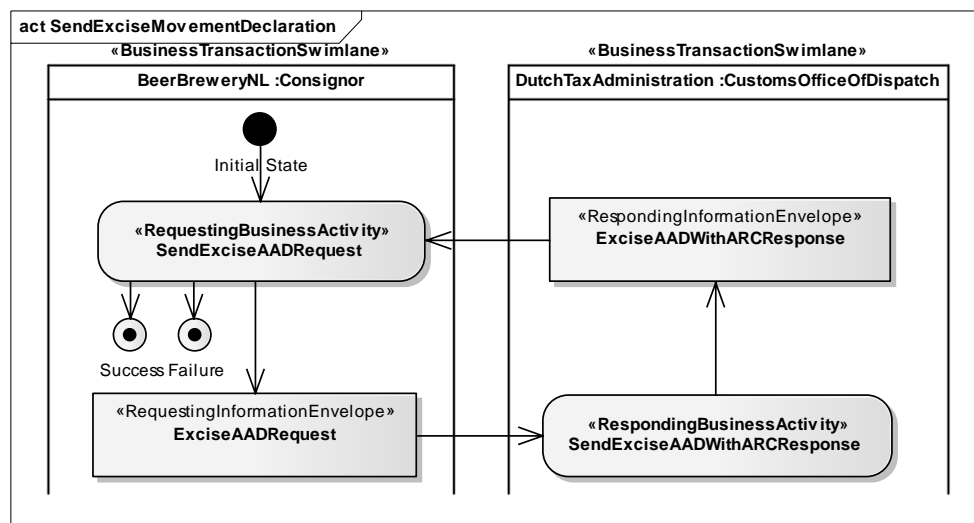 act SendExciseMovementDeclaration
«BusinessTransactionSwimlane»
BeerBreweryNL :Consignor
Initial State
«RequestingBusinessActivity»
SendExciseAADRequest
Success Failure
«RequestingInformationEnvelope»
ExciseAADRequest
«BusinessTransactionSwimlane»
DutchTaxAdministration :CustomsOfficeOfDispatch
«RespondingInformationEnvelope»
ExciseAADWithARCResponse
«RespondingBusinessActivity»
SendExciseAADWithARCResponse